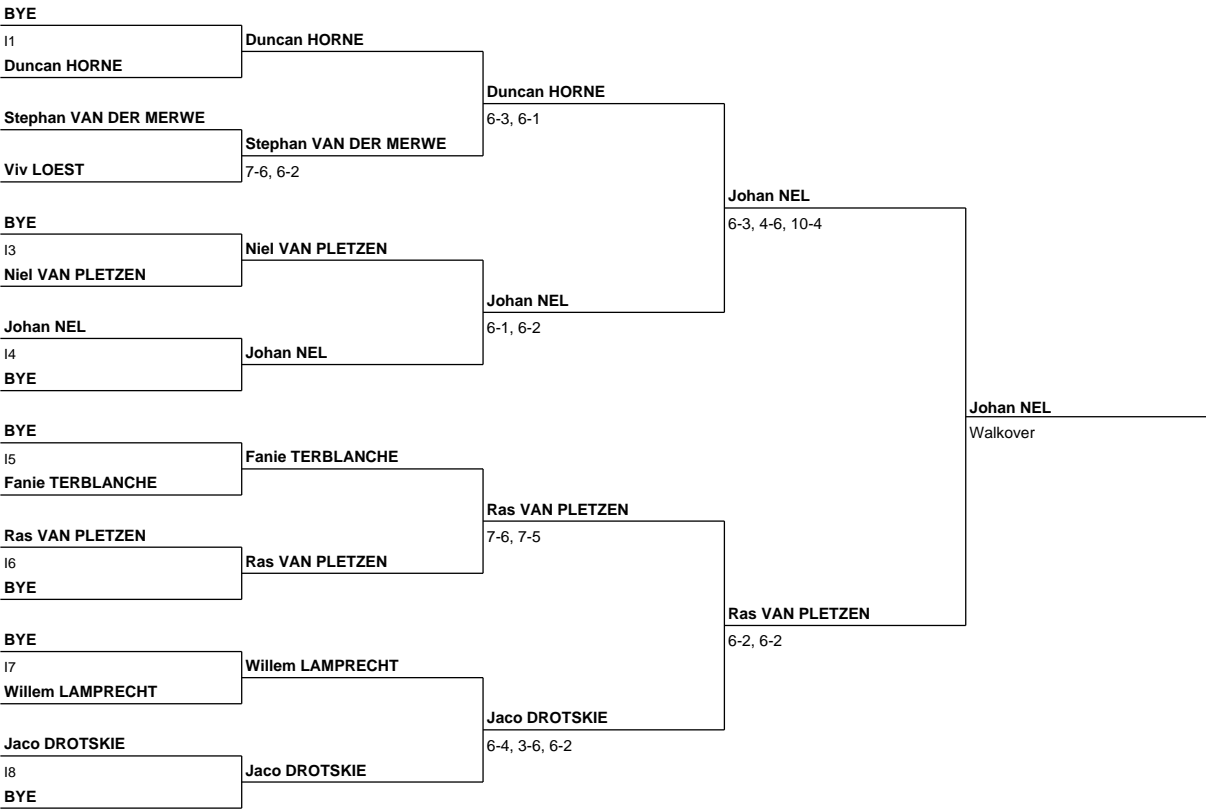 BYE
I1
Duncan HORNE
Stephan VAN DER MERWE
Viv LOEST
BYE
I3
Niel VAN PLETZEN
Johan NEL
I4
BYE
BYE
I5
Fanie TERBLANCHE
Ras VAN PLETZEN
I6
BYE
BYE
I7
Willem LAMPRECHT
Jaco DROTSKIE
I8
BYE
Duncan HORNE
Stephan VAN DER MERWE
7-6, 6-2
Niel VAN PLETZEN
Johan NEL
Fanie TERBLANCHE
Ras VAN PLETZEN
Willem LAMPRECHT
Jaco DROTSKIE
Duncan HORNE
6-3, 6-1
Johan NEL
6-1, 6-2
Ras VAN PLETZEN
7-6, 7-5
Jaco DROTSKIE
6-4, 3-6, 6-2
Johan NEL
6-3, 4-6, 10-4
Ras VAN PLETZEN
6-2, 6-2
Johan NEL
Walkover